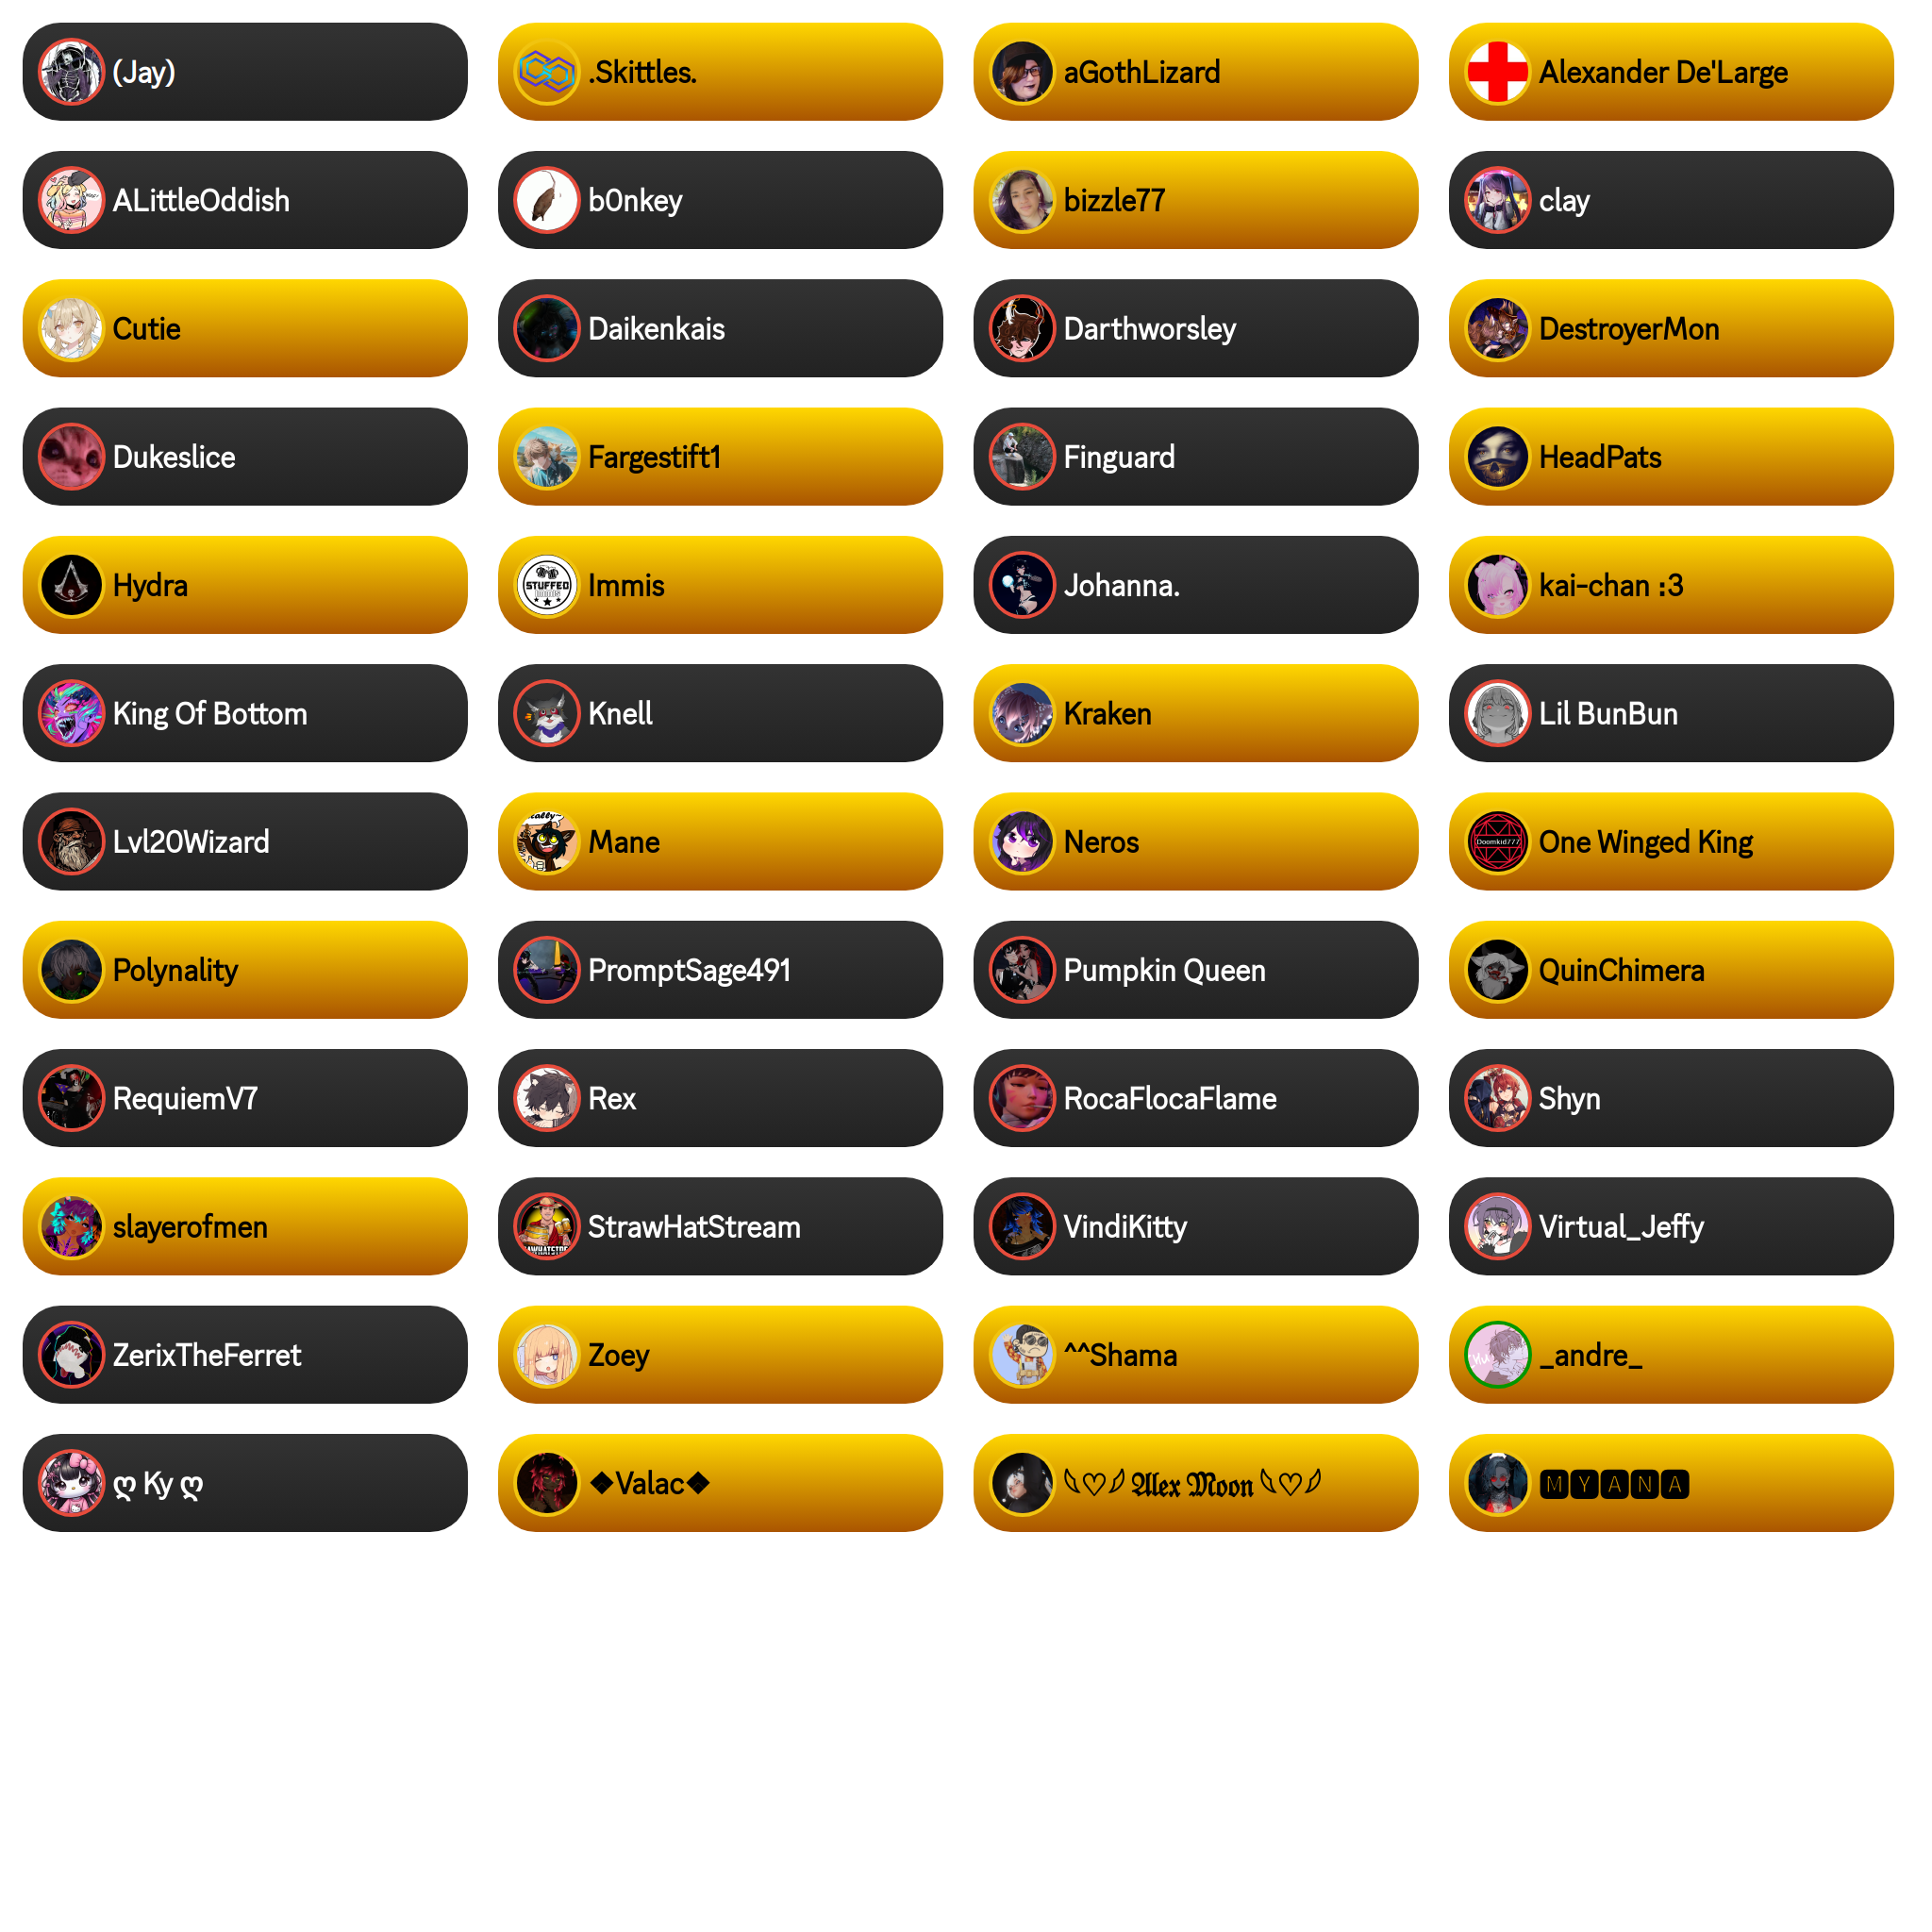 (Jay)
.Skittles.
aGothLizard
Alexander De'Large
ALittleOddish
b0nkey
bizzle77
clay
Cutie
Daikenkais
Darthworsley
DestroyerMon
Dukeslice
Fargestift1
Finguard
HeadPats
Hydra
STUFFED
Immis
Johanna.
kai-chan :3
King Of Bottom
Knell
Kraken
Lil BunBun
Lvl20Wizard
Mane
Neros
Doomkid777
One Winged King
Polynality
PromptSage491
Pumpkin Queen
QuinChimera
RequiemV7
Rex
RocaFlocaFlame
Shyn
slayerofmen
StrawHatStream
VindiKitty
Virtual_Jeffy
ZerixTheFerret
Zoey
^^Shama
_andre_
ღ Ky ღ
◆Valac◆
𓆩♡𓆪 𝕬𝖑𝖊𝖝 𝕸𝖔𝖔𝖓 𓆩♡𓆪
🅼🆈🅰🅽🅰